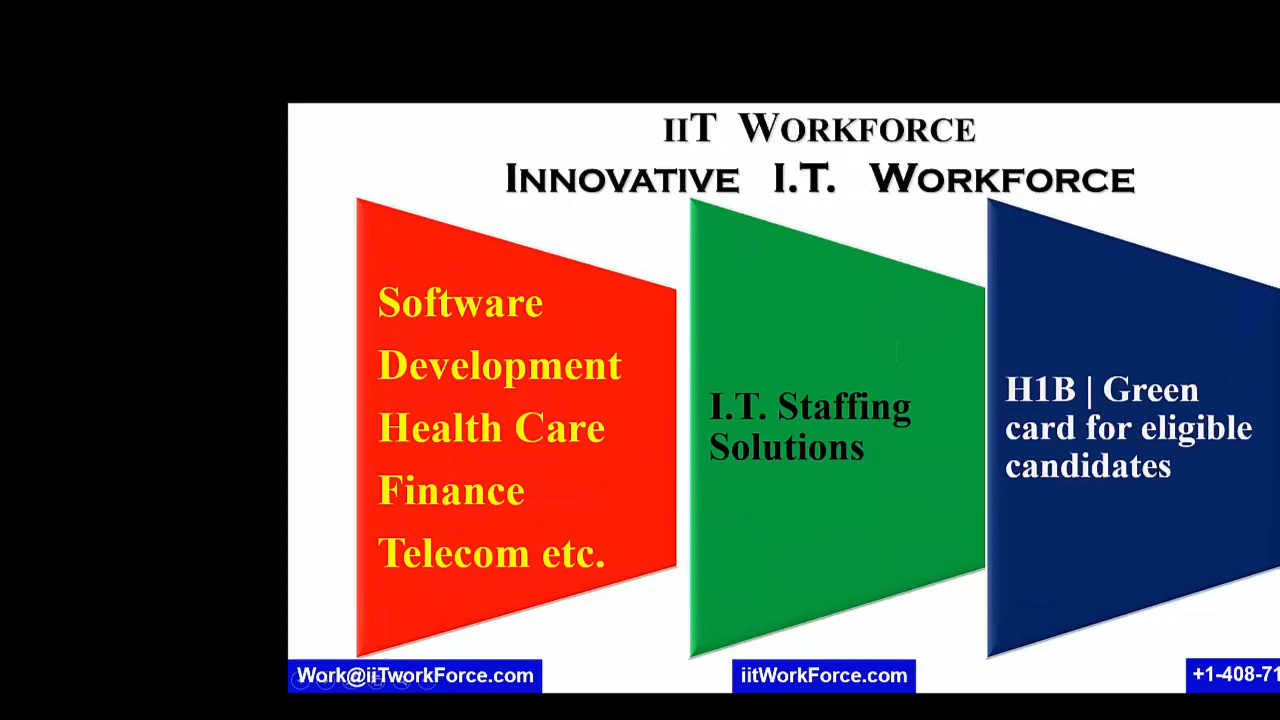 iiT Workforce
Innovative I.T. Workforce
Software
Development
Health Care
Finance
Telecom etc.
I.T. Staffing
Solutions
H1B | Green
card for eligible
candidates
Work@iiTworkForce.com
iitWorkForce.com
+1-408-71